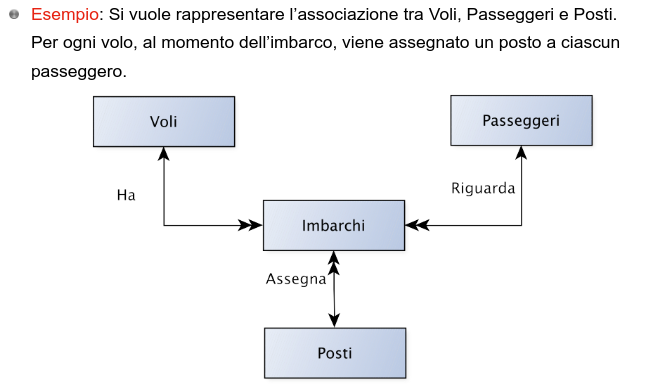 Esempio: Si vuole rappresentare l’associazione tra Voli, Passeggeri e Posti.
Per ogni volo, al momento dell’imbarco, viene assegnato un posto a ciascun
passeggero.
Voli
Passeggeri
Ha
Riguarda
Imbarchi
Assegna
Posti